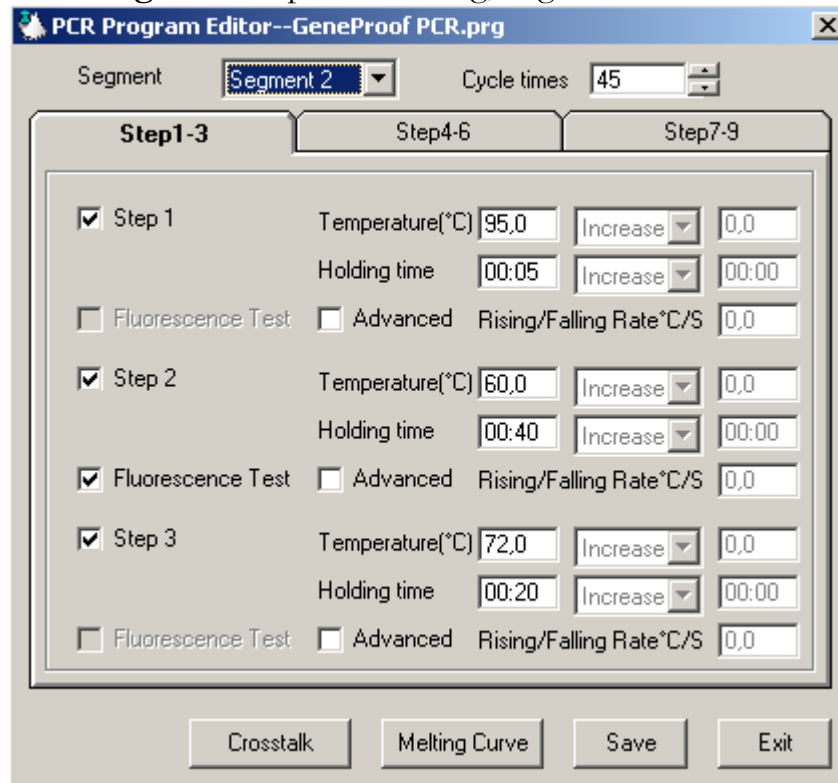 PCR Program Editor--GeneProof PCR.prg
Segment Segment 2 Cycle times 45
Step1-3 Step4-6 Step7-9
Step 1 Temperature(°C) 95,0 Increase 0,0
Holding time 00:05 Increase 00:00
Fluorescence Test Advanced Rising/Falling Rate°C/S 0,0
Step 2 Temperature(°C) 60,0 Increase 0,0
Holding time 00:40 Increase 00:00
Fluorescence Test Advanced Rising/Falling Rate°C/S 0,0
Step 3 Temperature(°C) 72,0 Increase 0,0
Holding time 00:20 Increase 00:00
Fluorescence Test Advanced Rising/Falling Rate°C/S 0,0
Crosstalk Melting Curve Save Exit